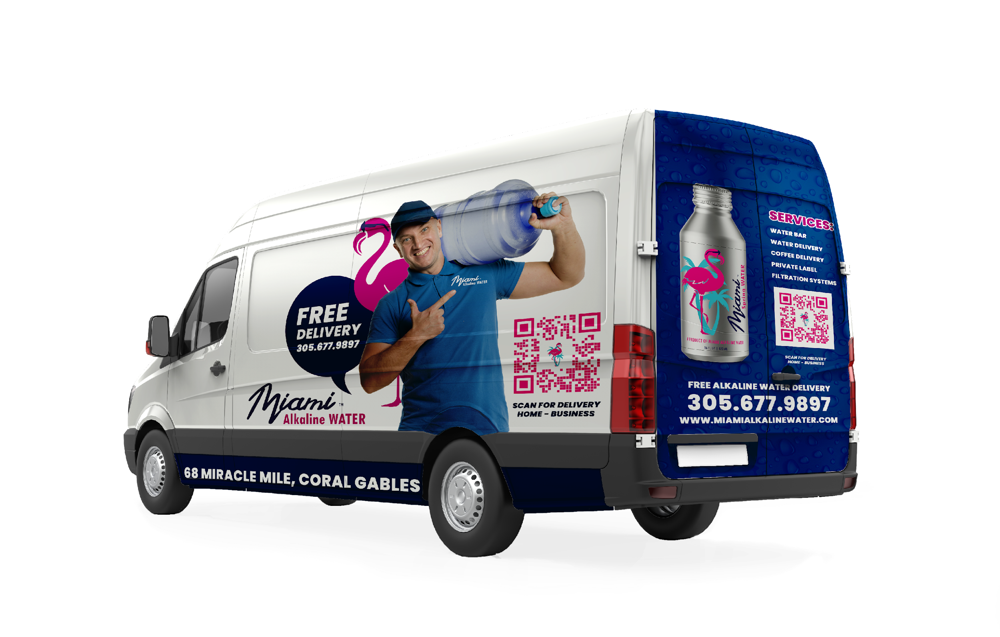 FREE
DELIVERY
305.677.9897
Miami™
Alkaline WATER
Miami™
Alkaline WATER
SCAN FOR DELIVERY
HOME – BUSINESS
68 MIRACLE MILE, CORAL GABLES
Miami™
Spring WATER
A PRODUCT OF MIAMI ALKALINE WATER
16 FL OZ | 473 ML
SERVICES:
WATER BAR
WATER DELIVERY
COFFEE DELIVERY
PRIVATE LABEL
FILTRATION SYSTEMS
SCAN FOR DELIVERY
HOME – BUSINESS
FREE ALKALINE WATER DELIVERY
305.677.9897
WWW.MIAMIALKALINEWATER.COM